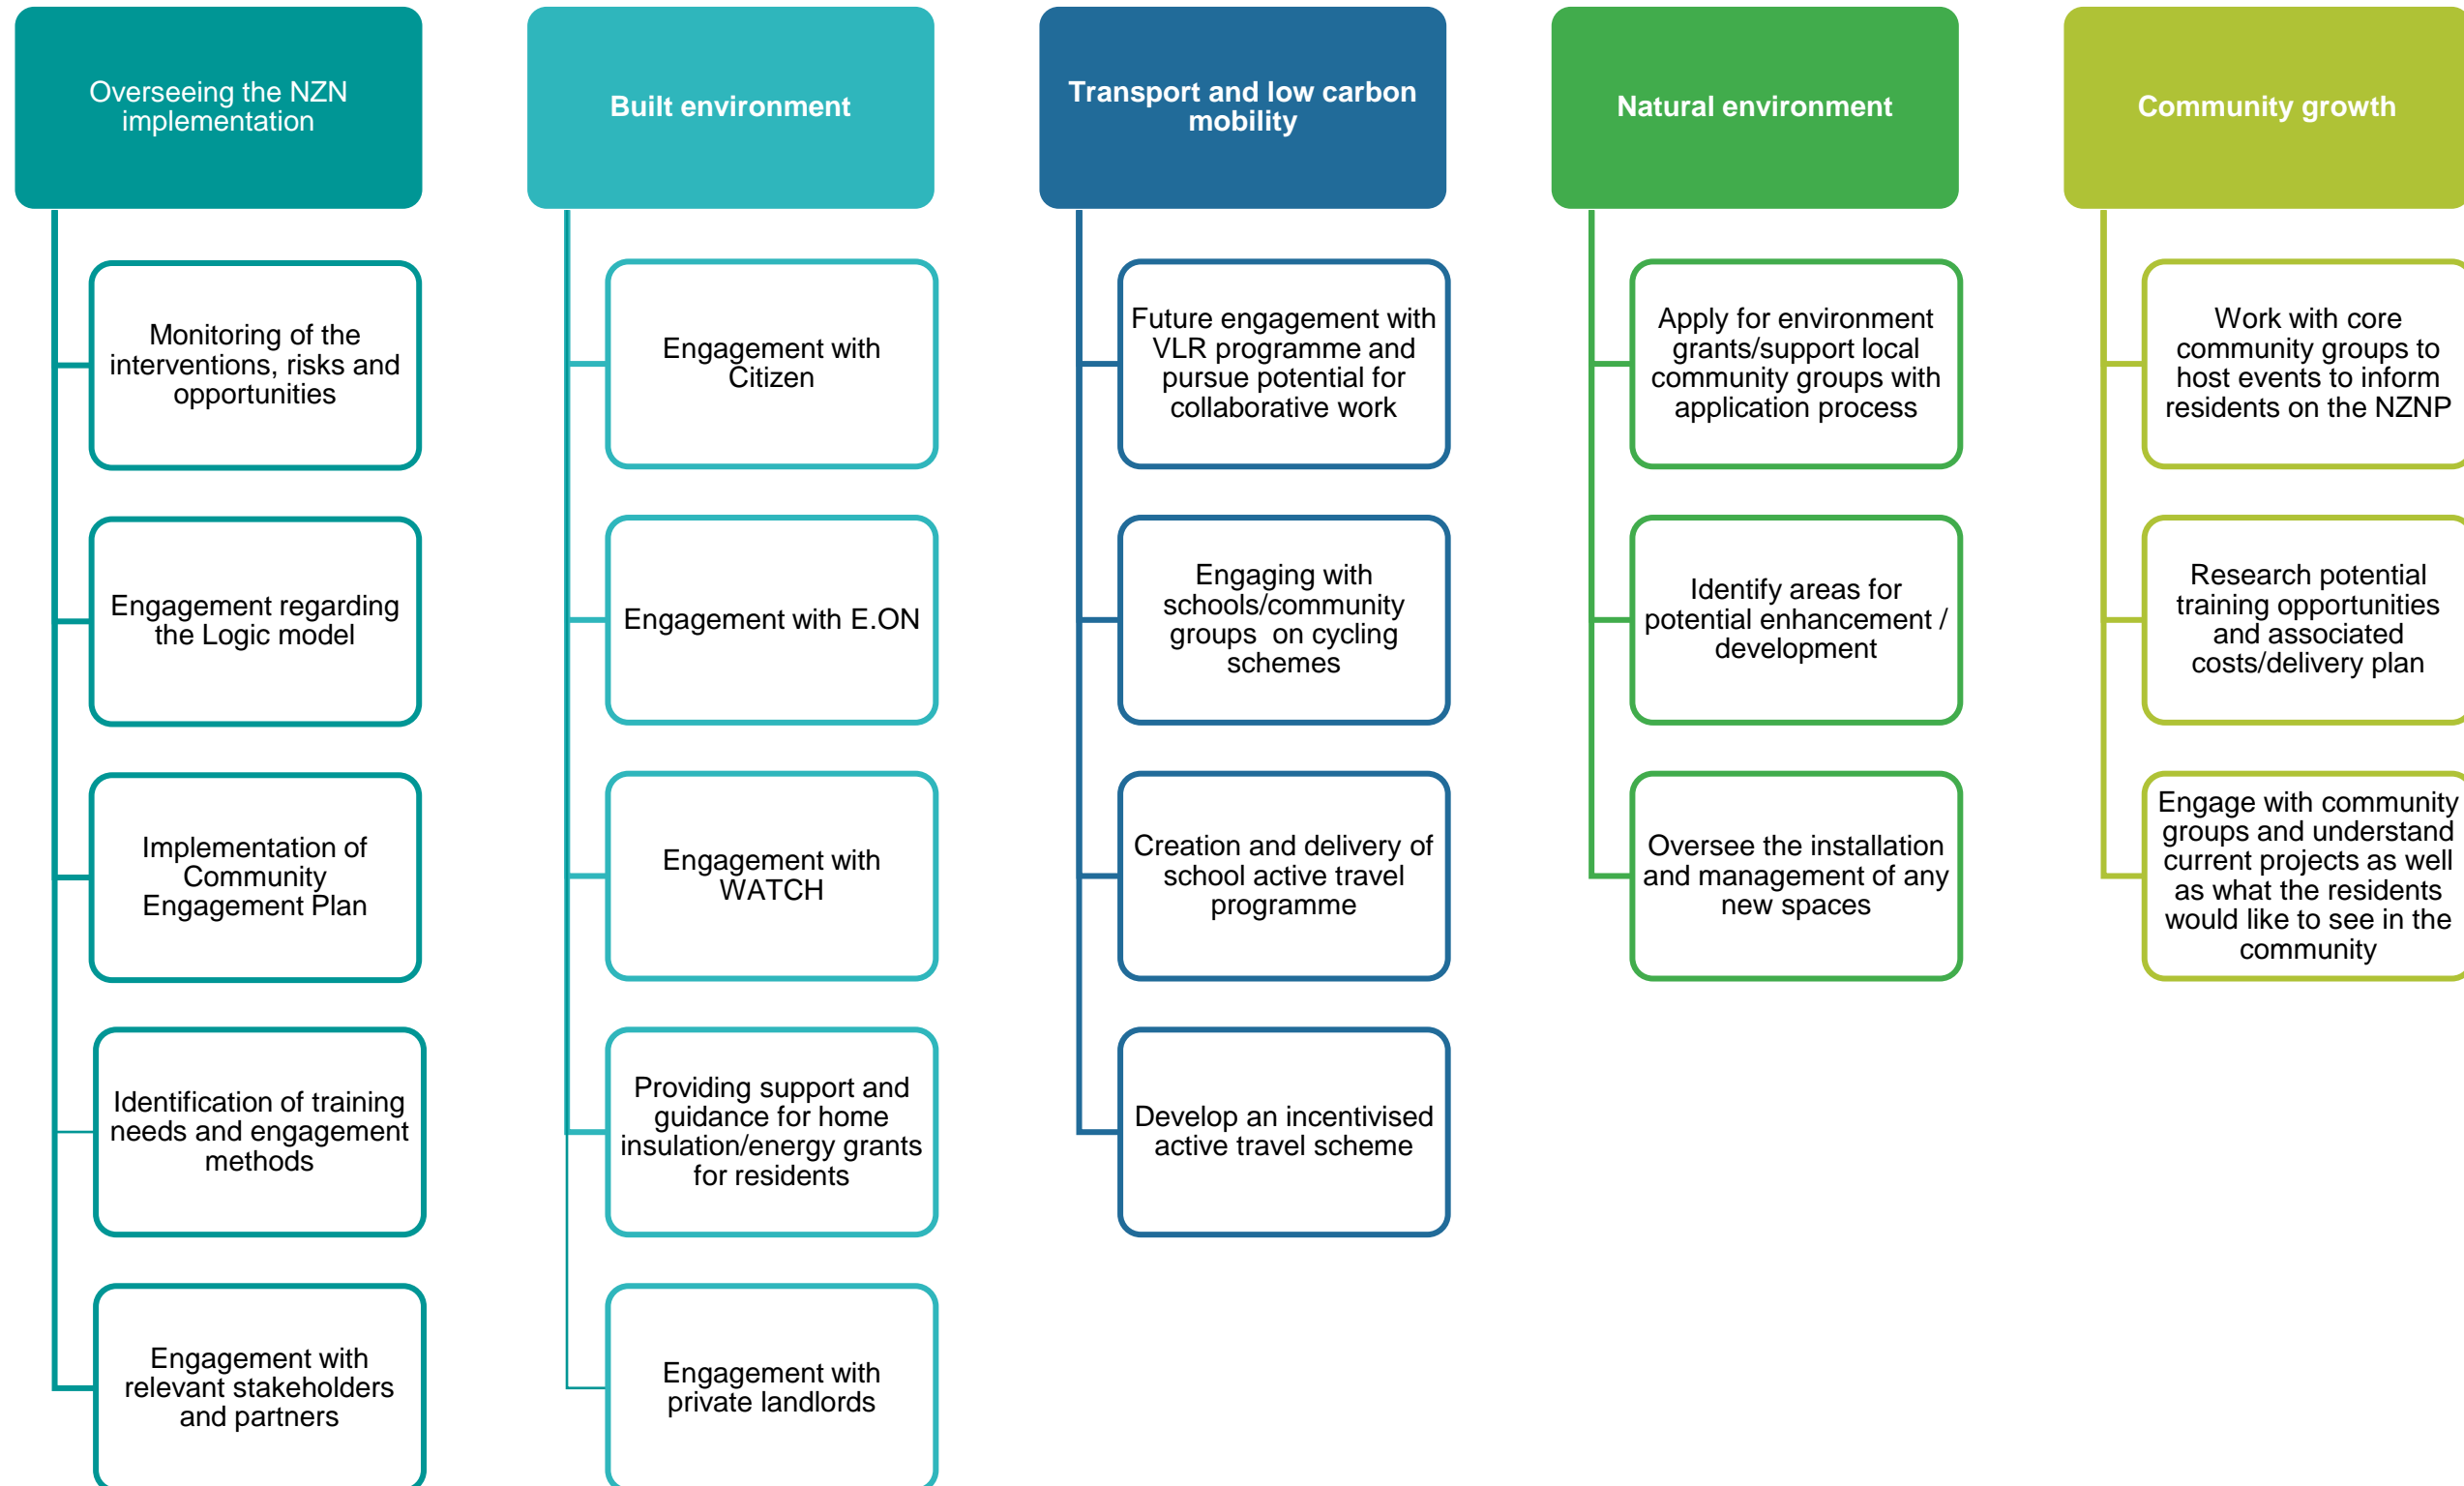 Overseeing the NZN
implementation
Monitoring of the
interventions, risks and
opportunities
Engagement regarding
the Logic model
Implementation of
Community
Engagement Plan
Identification of training
needs and engagement
methods
Engagement with
relevant stakeholders
and partners
Built environment
Engagement with
Citizen
Engagement with E.ON
Engagement with
WATCH
Providing support and
guidance for home
insulation/energy grants
for residents
Engagement with
private landlords
Transport and low carbon
mobility
Future engagement with
VLR programme and
pursue potential for
collaborative work
Engaging with
schools/community
groups  on cycling
schemes
Creation and delivery of
school active travel
programme
Develop an incentivised
active travel scheme
Natural environment
Apply for environment
grants/support local
community groups with
application process
Identify areas for
potential enhancement /
development
Oversee the installation
and management of any
new spaces
Community growth
Work with core
community groups to
host events to inform
residents on the NZNP
Research potential
training opportunities
and associated
costs/delivery plan
Engage with community
groups and understand
current projects as well
as what the residents
would like to see in the
community